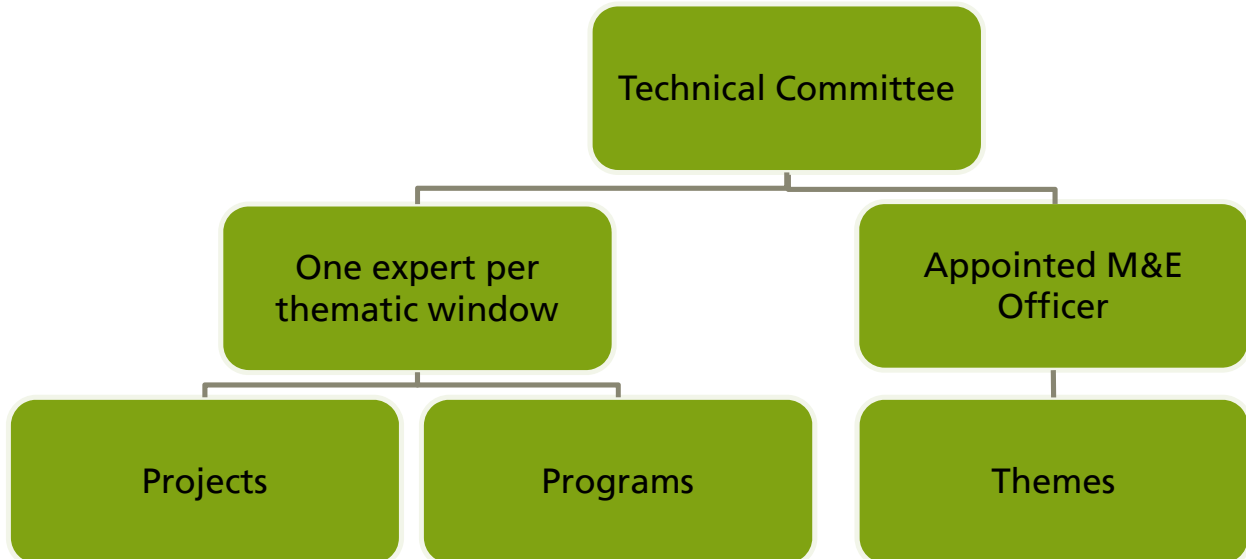 Technical Committee
One expert per
thematic window
Appointed M&E
Officer
Projects
Programs
Themes